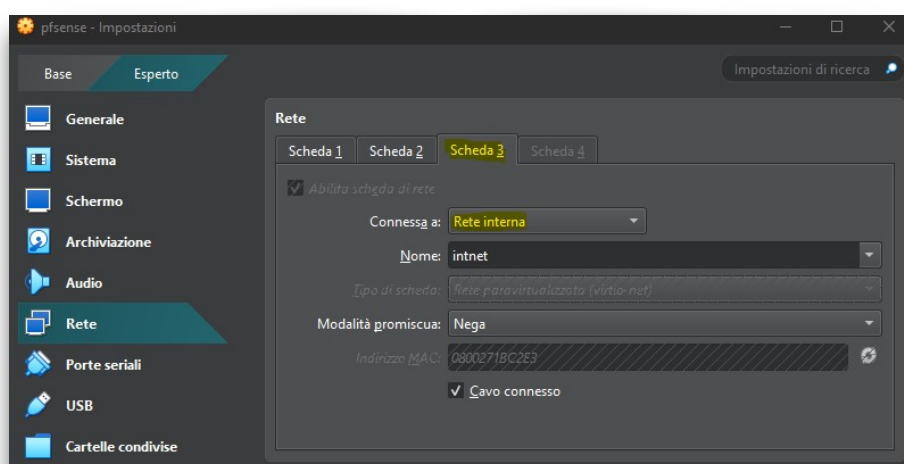 pfsense - Impostazioni
Base Esperto
Impostazioni di ricerca
Generale
Sistema
Schermo
Archiviazione
Audio
Rete
Porte seriali
USB
Cartelle condivise
Rete
Scheda 1 Scheda 2 Scheda 3 Scheda 4
Abilita scheda di rete
Connessa a: Rete interna
Nome: intnet
Tipo di scheda: Rete paravirtualizzata (virtio-net)
Modalità promiscua: Nega
Indirizzo MAC: 0800271BC2E3
Cavo connesso